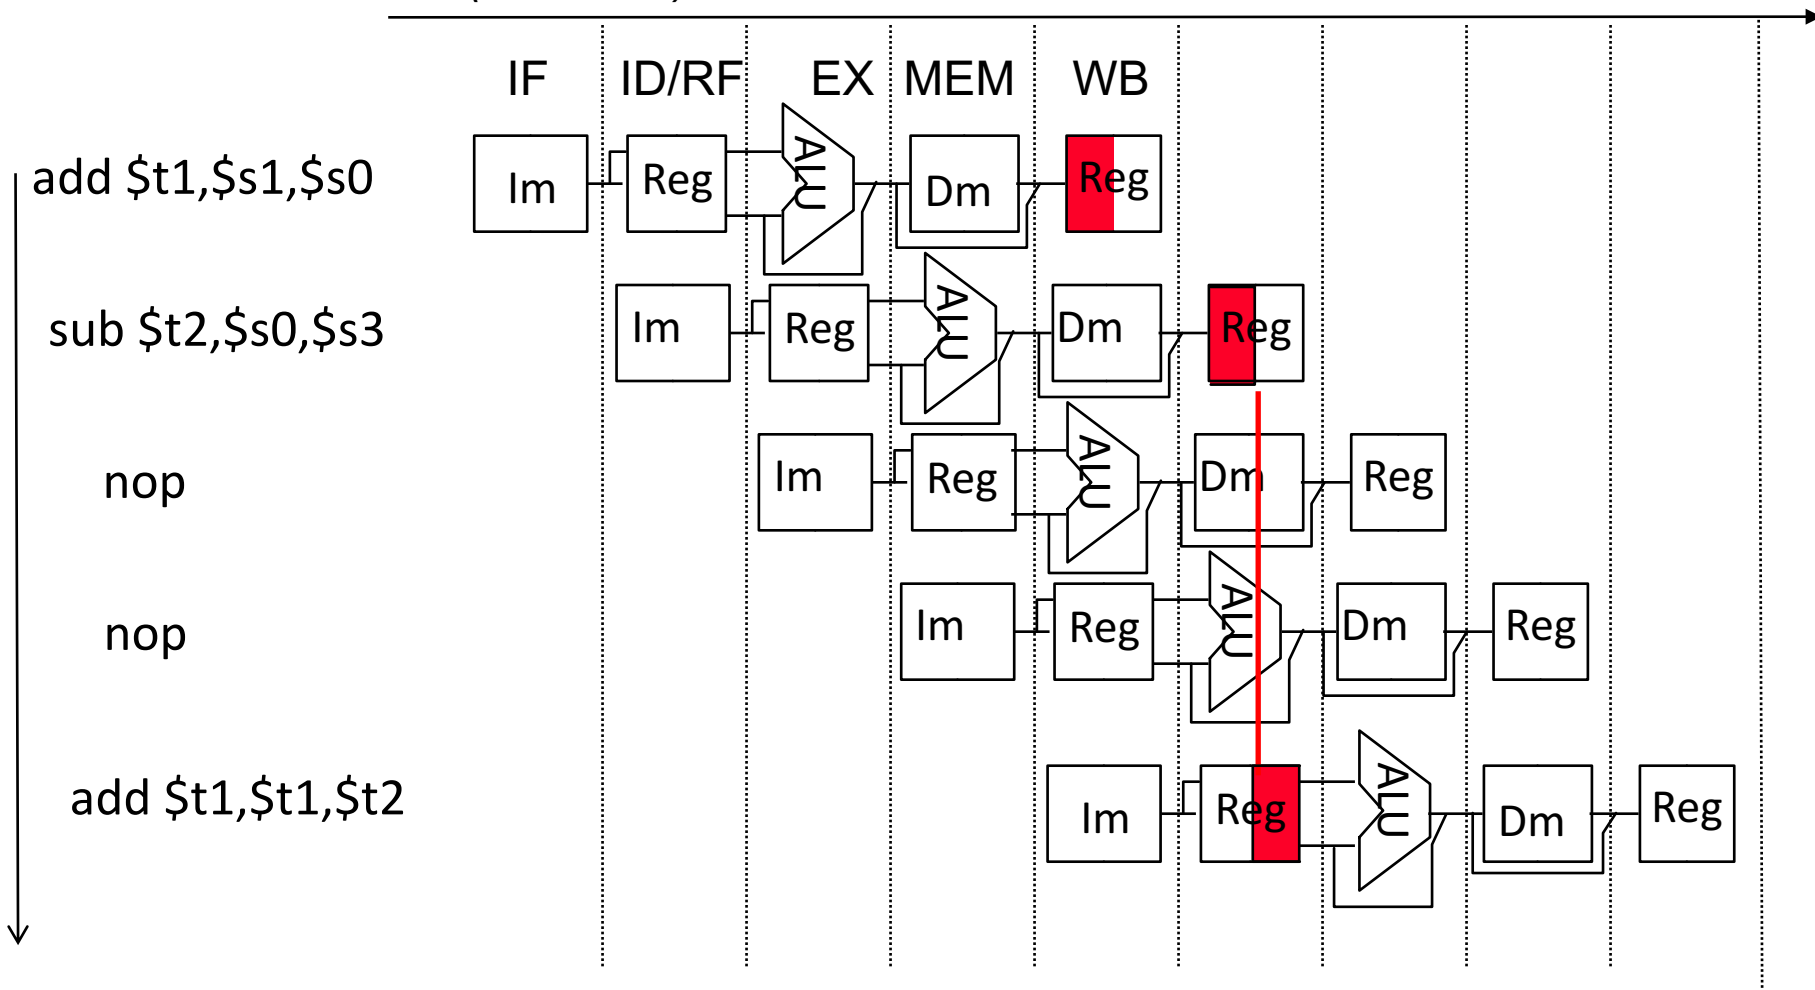 IF ID/RF EX MEM WB
add $t1,$s1,$s0 Im Reg ALU Dm Reg
sub $t2,$s0,$s3 Im Reg ALU Dm Reg
nop Im Reg ALU Dm Reg
nop Im Reg ALU Dm Reg
add $t1,$t1,$t2 Im Reg ALU Dm Reg